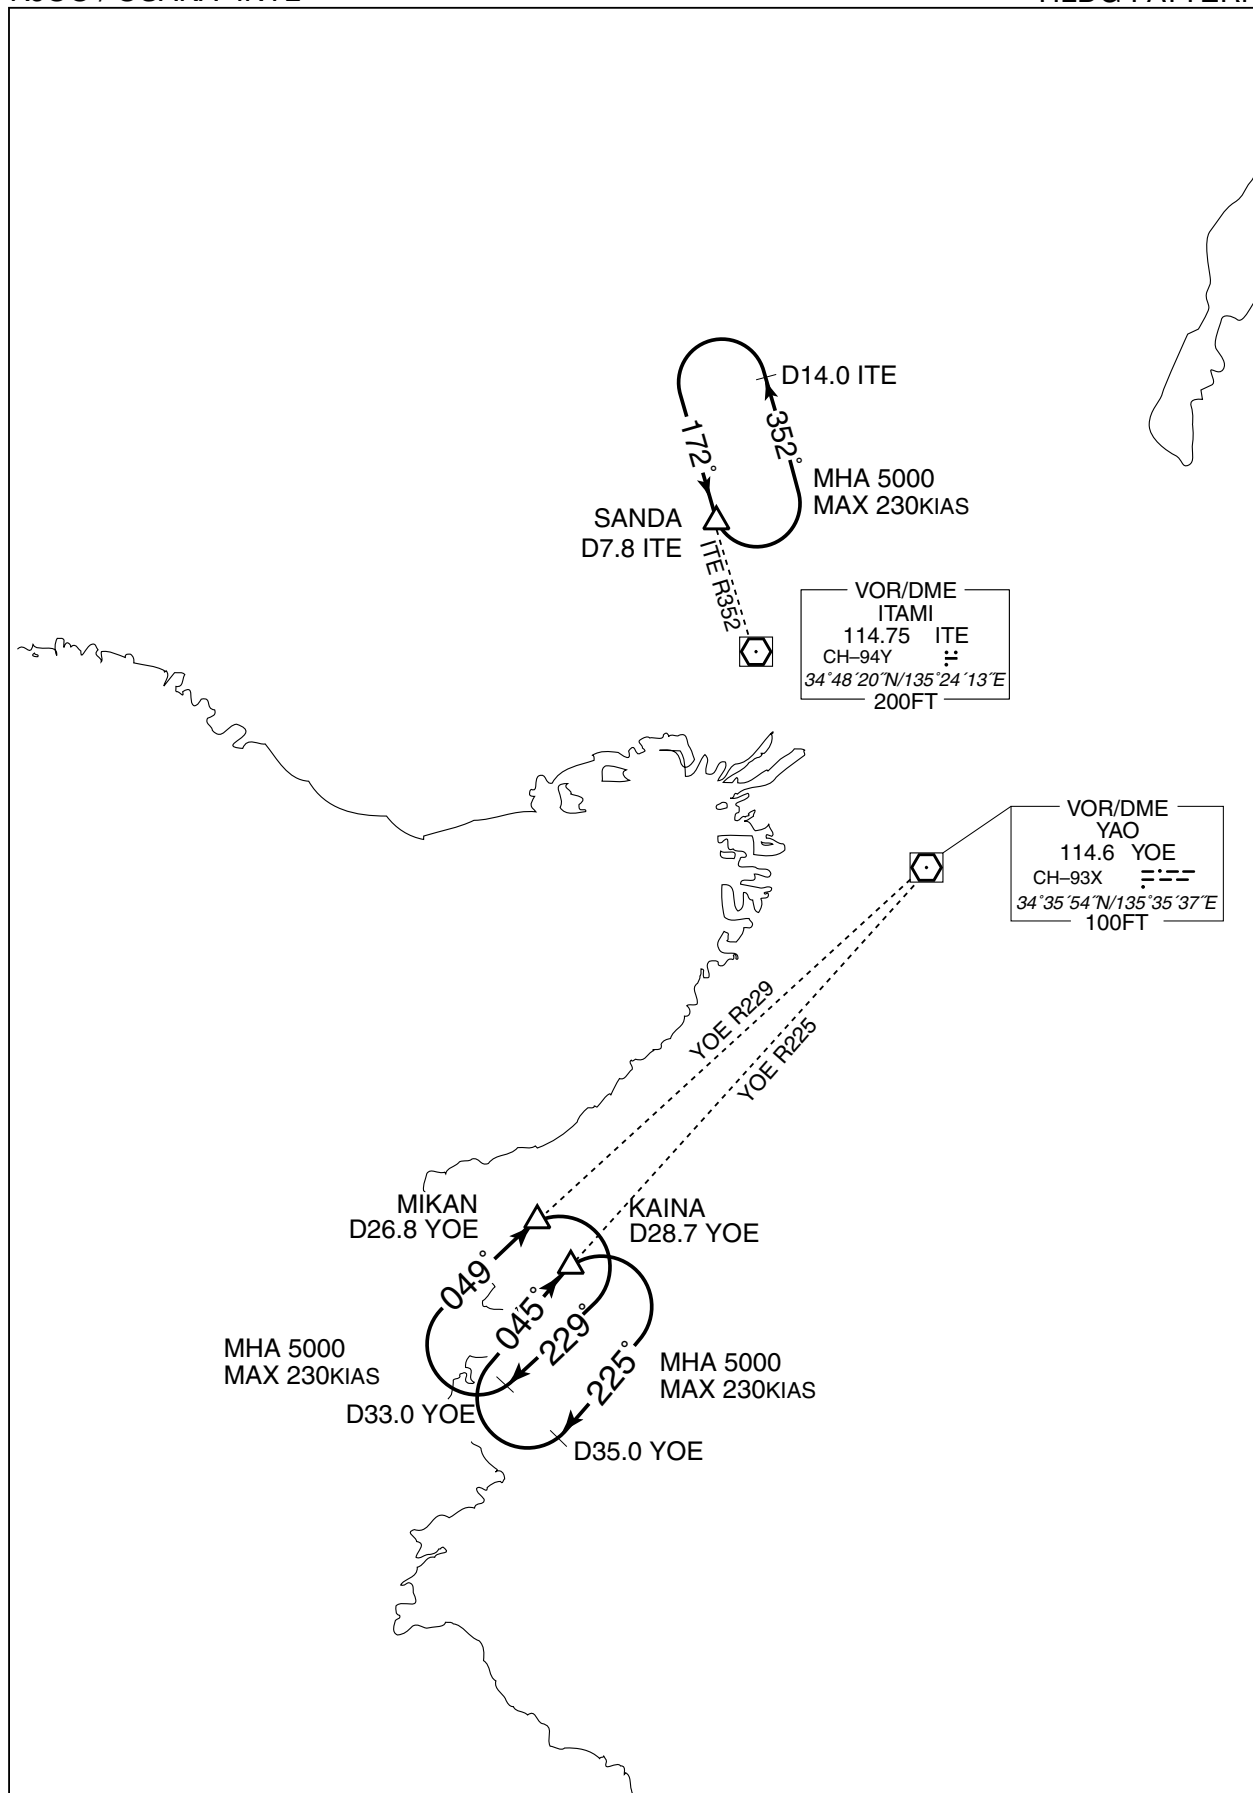 D14.0 ITE
352°
172°
MHA 5000
MAX 230KIAS
SANDA
D7.8 ITE
ITE R352
VOR/DME
ITAMI
114.75 ITE
CH–94Y
34°48´20˝N/135°24´13˝E
200FT
VOR/DME
YAO
114.6 YOE
CH–93X
34°35´54˝N/135°35´37˝E
100FT
YOE R229
YOE R225
MIKAN
D26.8 YOE
KAINA
D28.7 YOE
049°
045°
229°
225°
MHA 5000
MAX 230KIAS
MHA 5000
MAX 230KIAS
D33.0 YOE
D35.0 YOE